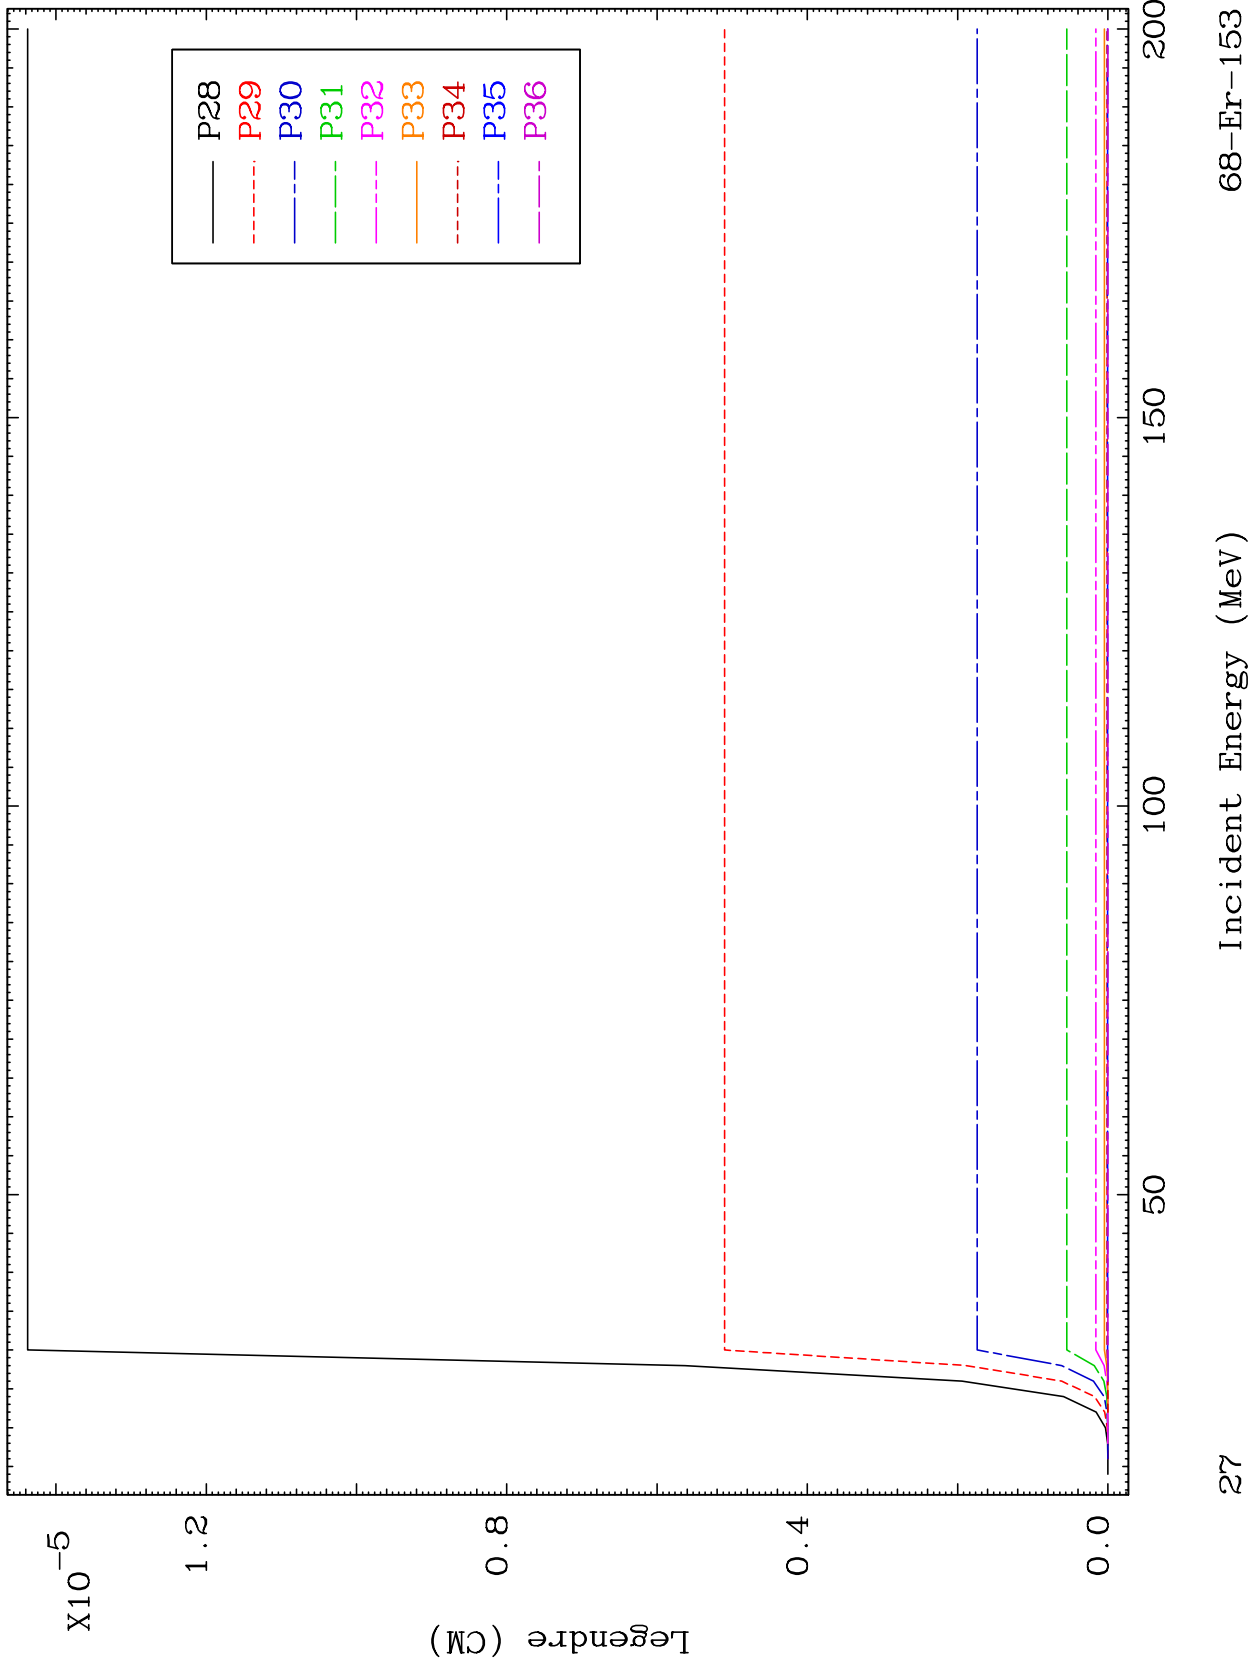 X10^-5
1.2
0.8
0.4
0.0
Legendre (CM)
P28
P29
P30
P31
P32
P33
P34
P35
P36
50
100
150
200
Incident Energy (MeV)
27
68-Er-153